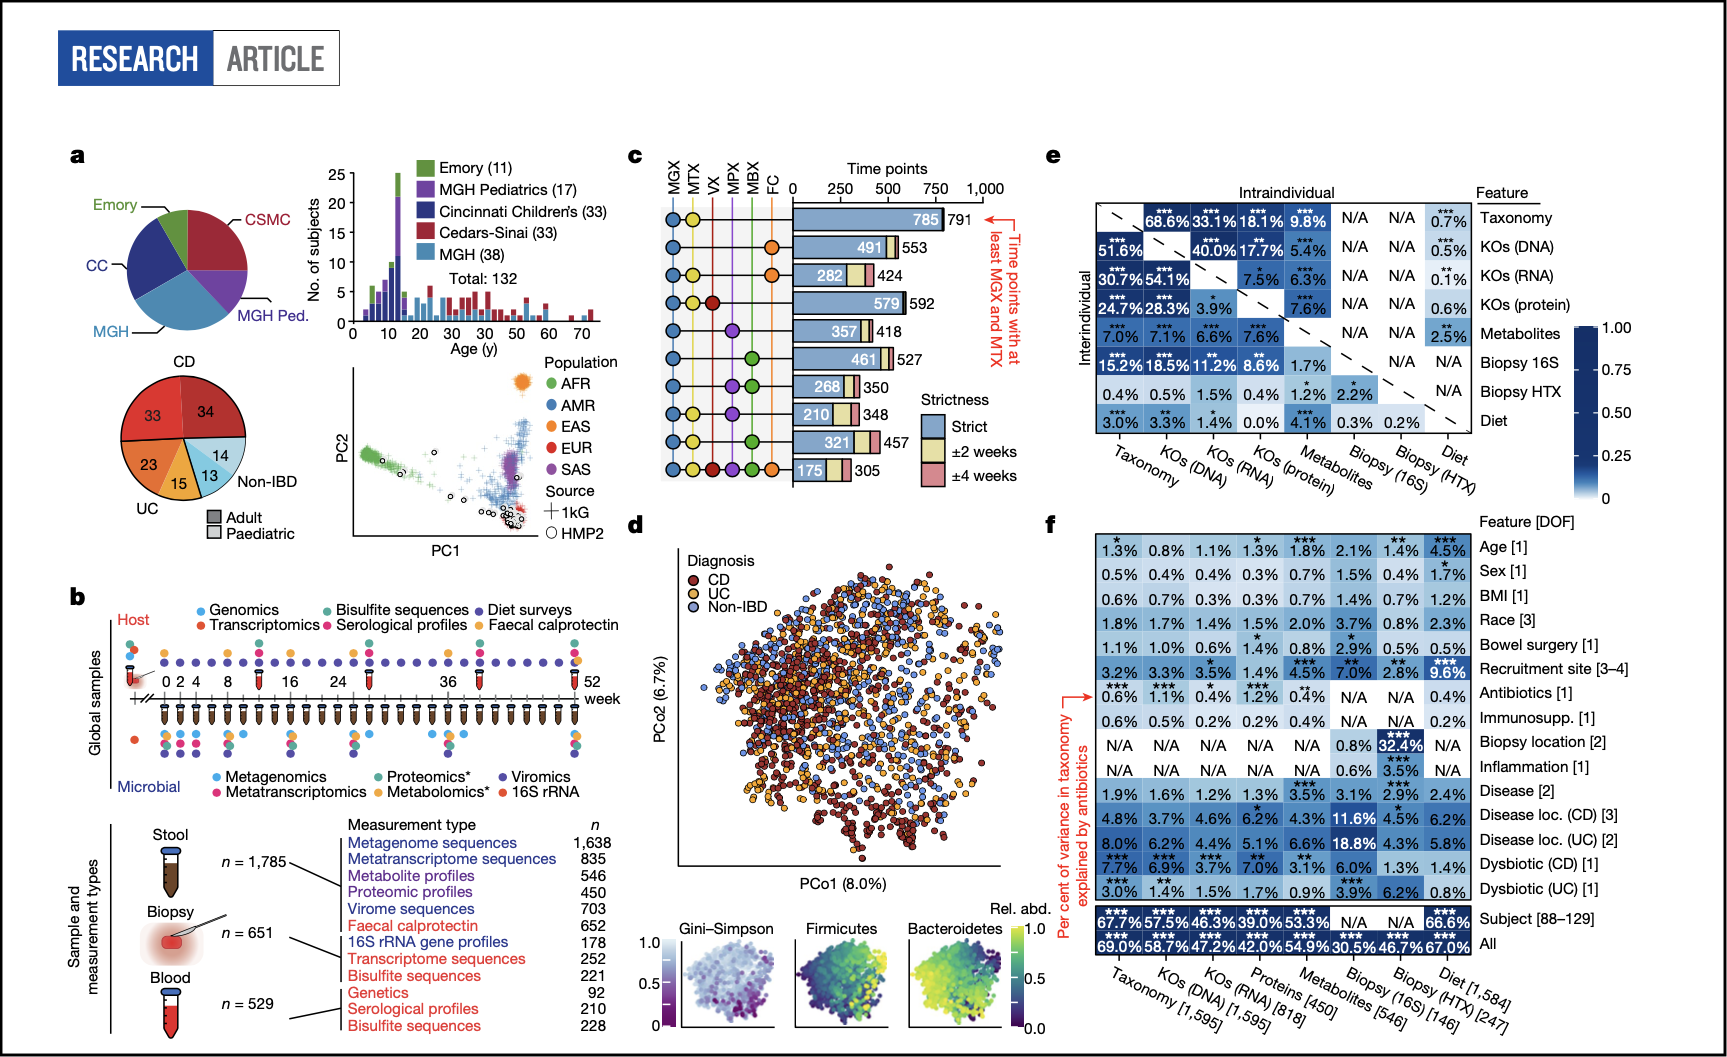 RESEARCH ARTICLE
a
Emory
CSMC
CC
MGH
MGH Ped.
No. of subjects
25
20
15
10
5
0
0 10 20 30 30 40 50 60 70
Age (y)
Emory (11)
MGH Pediatrics (17)
Cincinnati Children's (33)
Cedars-Sinai (33)
MGH (38)
Total: 132
CD
33
34
23
15
13
14
Non-IBD
UC
Adult
Paediatric
PC2
PC1
Population
AFR
AMR
EAS
EUR
SAS
Source
1kG
HMP2
b
Host
Genomics
Bisulfite sequences
Diet surveys
Transcriptomics
Serological profiles
Faecal calprotectin
Global samples
0 2 4 8 12 16 20 24 28 36 52
week
Microbial
Metagenomics
Proteomics*
Viromics
Metatranscriptomics
Metabolomics*
16S rRNA
Sample and
measurement types
Stool
n = 1,785
Biopsy
n = 651
Blood
n = 529
Measurement type n
Metagenome sequences 1,638
Metatranscriptome sequences 835
Metabolite profiles 546
Proteomic profiles 450
Virome sequences 703
Faecal calprotectin 652
16S rRNA gene profiles 178
Transcriptome sequences 252
Bisulfite sequences 221
Genetics 92
Serological profiles 210
Bisulfite sequences 228
c
MGX MTX VX MPX MBX FC
Time points
0 250 500 750 1,000
785 791
491 553
282 424
579 592
357 418
461 527
268 350
210 348
321 457
175 305
Time points with at
least MGX and MTX
Strictness
Strict
±2 weeks
±4 weeks
d
Diagnosis
CD
UC
Non-IBD
PCo2 (6.7%)
PCo1 (8.0%)
Gini–Simpson
Firmicutes
Bacteroidetes
Rel. abd.
1.0
0.5
0
1.0
0.5
0.0
e
Intraindividual
Feature
Interindividual
***68.6% ***33.1% ***18.1% ***9.8% N/A N/A ***0.7% Taxonomy
***51.6% ***40.0% ***17.7% ***5.4% N/A N/A ***0.5% KOs (DNA)
***30.7% ***54.1% *7.5% ***6.3% N/A N/A **0.1% KOs (RNA)
***24.7% ***28.3% *3.9% ***7.6% N/A N/A 0.6% KOs (protein)
***7.0% ***7.1% ***6.6% ***7.6% N/A N/A **2.5% Metabolites
***15.2% ***18.5% **11.2% **8.6% 1.7% N/A N/A Biopsy 16S
0.4% 0.5% 1.5% 0.4% *1.2% *2.2% N/A Biopsy HTX
***3.0% **3.3% *1.4% 0.0% ***4.1% 0.3% 0.2% Diet
Taxonomy
KOs (DNA)
KOs (RNA)
KOs (protein)
Metabolites
Biopsy (16S)
Biopsy (HTX)
Diet
1.00
0.75
0.50
0.25
0
f
Feature [DOF]
*1.3% 0.8% 1.1% *1.3% ***1.8% 2.1% **1.4% ***4.5% Age [1]
0.5% 0.4% 0.4% 0.3% 0.7% 1.5% 0.4% *1.7% Sex [1]
0.6% 0.7% 0.3% 0.3% 0.7% 1.4% 0.7% 1.2% BMI [1]
1.8% 1.7% 1.4% 1.5% 2.0% 3.7% 0.8% 2.3% Race [3]
1.1% 1.0% 0.6% *1.4% 0.8% *2.9% 0.5% 0.5% Bowel surgery [1]
3.2% 3.3% *3.5% 1.4% ***4.5% **7.0% **2.8% ***9.6% Recruitment site [3–4]
***0.6% ***1.1% *0.4% ***1.2% **0.4% N/A N/A 0.4% Antibiotics [1]
0.6% 0.5% 0.2% 0.2% 0.4% N/A N/A 0.2% Immunosupp. [1]
N/A N/A N/A N/A N/A 0.8% ***32.4% N/A Biopsy location [2]
N/A N/A N/A N/A N/A 0.6% ***3.5% N/A Inflammation [1]
1.9% 1.6% 1.2% 1.3% ***3.5% 3.1% ***2.9% 2.4% Disease [2]
4.8% 3.7% 4.6% *6.2% 4.3% 11.6% *4.5% 6.2% Disease loc. (CD) [3]
8.0% 6.2% 4.4% 5.1% 6.6% 18.8% 4.3% 5.8% Disease loc. (UC) [2]
***7.7% ***6.9% ***3.7% **7.0% **3.1% 6.0% 1.3% 1.4% Dysbiotic (CD) [1]
***3.0% **1.4% 1.5% 1.7% 0.9% ***3.9% 6.2% 0.8% Dysbiotic (UC) [1]
***67.7% ***57.5% ***46.3% ***39.0% ***53.3% N/A N/A ***66.6% Subject [88–129]
***69.0% ***58.7% ***47.2% ***42.0% ***54.9% ***30.5% ***46.7% ***67.0% All
Per cent of variance in taxonomy
explained by antibiotics
Taxonomy [1,595]
KOs (DNA) [1,595]
KOs (RNA) [818]
Proteins [450]
Metabolites [546]
Biopsy (16S) [146]
Biopsy (HTX) [247]
Diet [1,584]